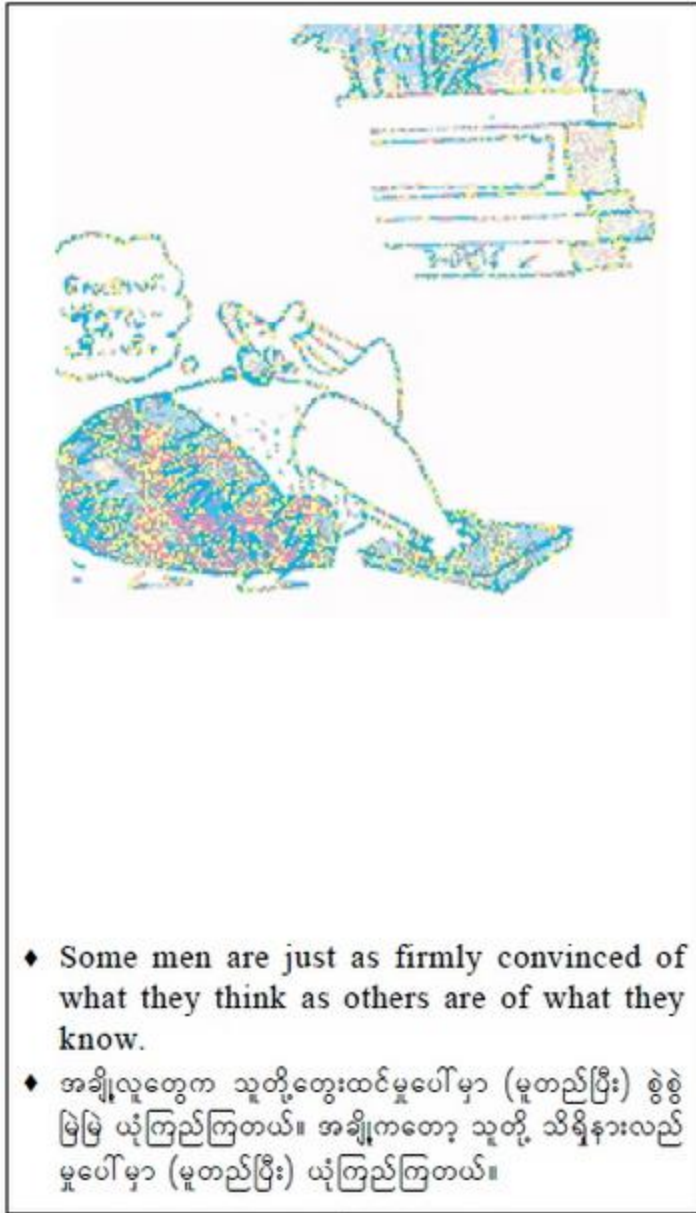 ♦ Some men are just as firmly convinced of
what they think as others are of what they
know.
♦ အချို့လူတွေက သူတို့တွေးထင်မှုပေါ်မှာ (မူတည်ပြီး) စွဲစွဲ
မြဲမြဲ ယုံကြည်ကြတယ်။ အချို့ကတော့ သူတို့ သိရှိနားလည်
မှုပေါ်မှာ (မူတည်ပြီး) ယုံကြည်ကြတယ်။